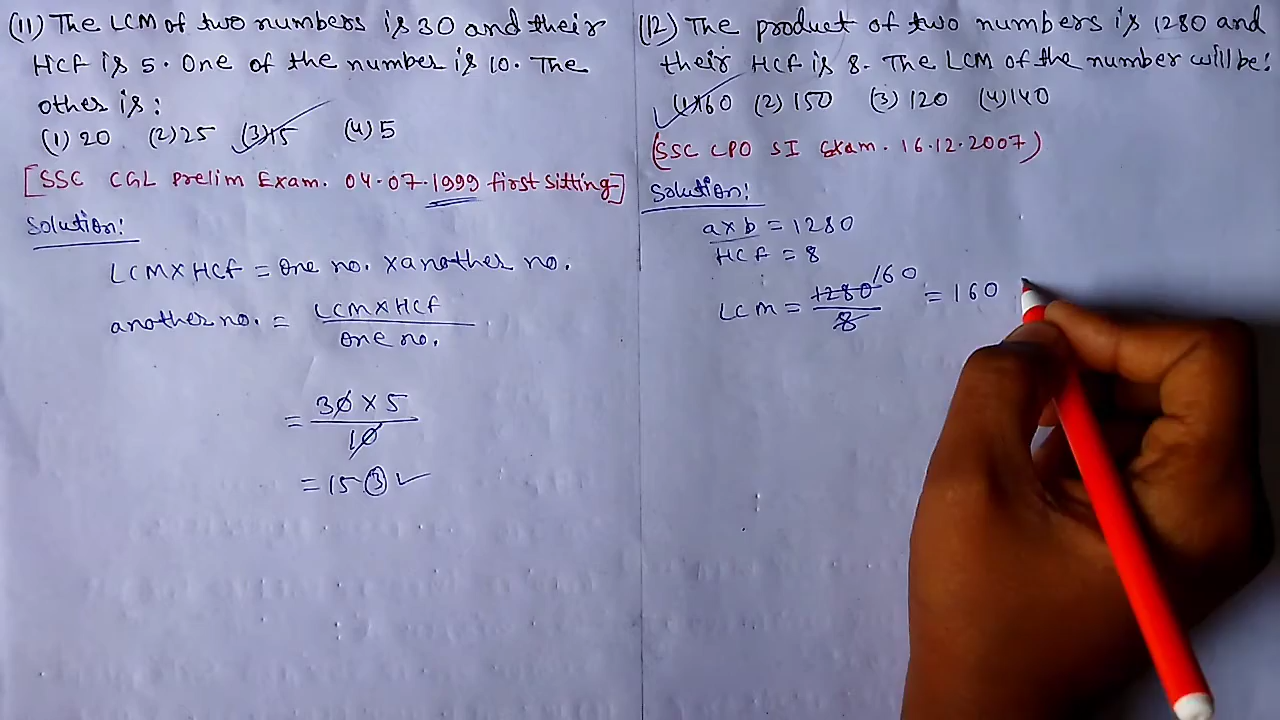 (11) The LCM of two numbers is 30 and their
HCF is 5. One of the number is 10. The
other is:
(1) 20 (2) 25 (3) 15 (4) 5
[SSC CGL Prelim Exam. 04.07.1999 first Sitting]
Solution:
LCM×HCF = one no. × another no.
another no. = LCM×HCF
one no.
= 30 × 5
10
= 15 (3) ✓
(12) The product of two numbers is 1280 and
their HCF is 8. The LCM of the number will be:
(1) 160 (2) 150 (3) 120 (4) 140
(SSC CPO SI Exam. 16.12.2007)
Solution:
a×b = 1280
HCF = 8
LCM = 1280 160 = 160
8